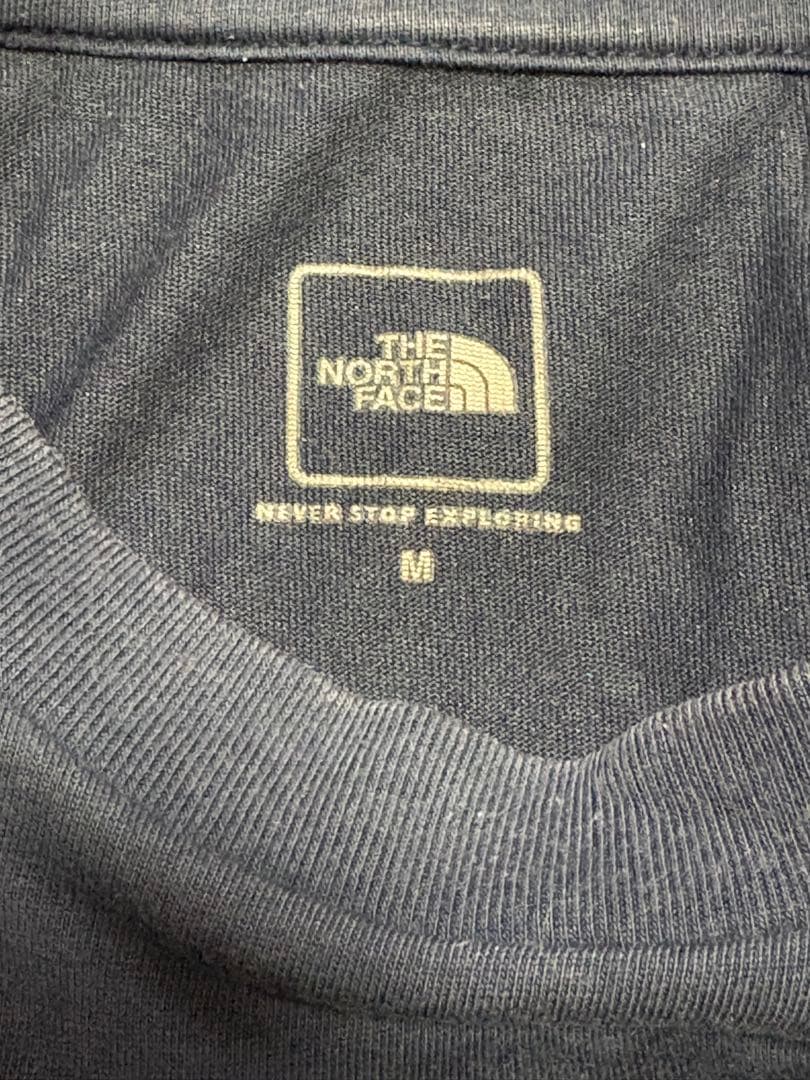 THE
NORTH
FACE
NEVER STOP EXPLORING
M